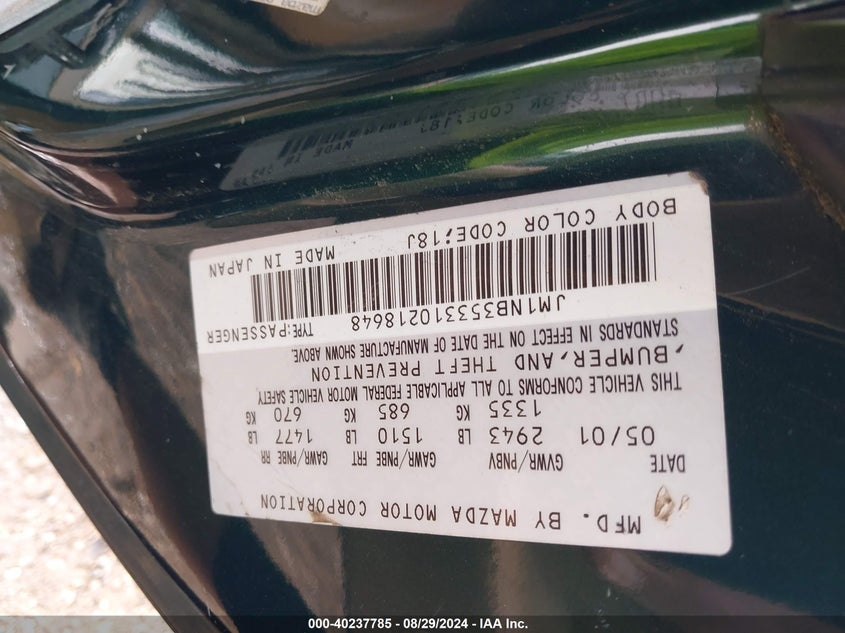 MFD. BY MAZDA MOTOR CORPORATION
DATE GVWR/PNBV GAWR/PNBE FRT GAWR/PNBE RR
05/01 2943 LB 1510 LB 1477 LB
1335 KG 685 KG 670 KG
THIS VEHICLE CONFORMS TO ALL APPLICABLE FEDERAL MOTOR VEHICLE SAFETY
,BUMPER,AND THEFT PREVENTION
STANDARDS IN EFFECT ON THE DATE OF MANUFACTURE SHOWN ABOVE.
JM1NB353310218648 TYPE:PASSENGER
BODY COLOR CODE;18J MADE IN JAPAN
000-40237785 - 08/29/2024 - IAA Inc.